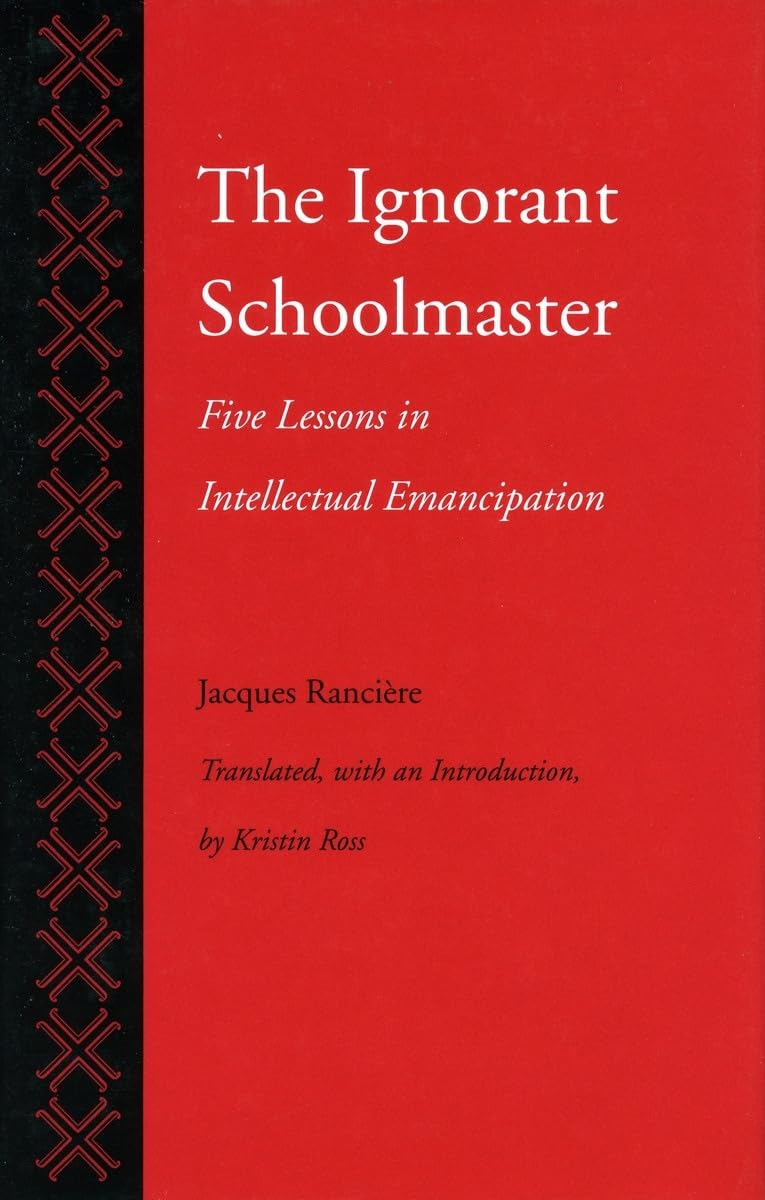 The Ignorant
Schoolmaster
Five Lessons in
Intellectual Emancipation
Jacques Rancière
Translated, with an Introduction,
by Kristin Ross